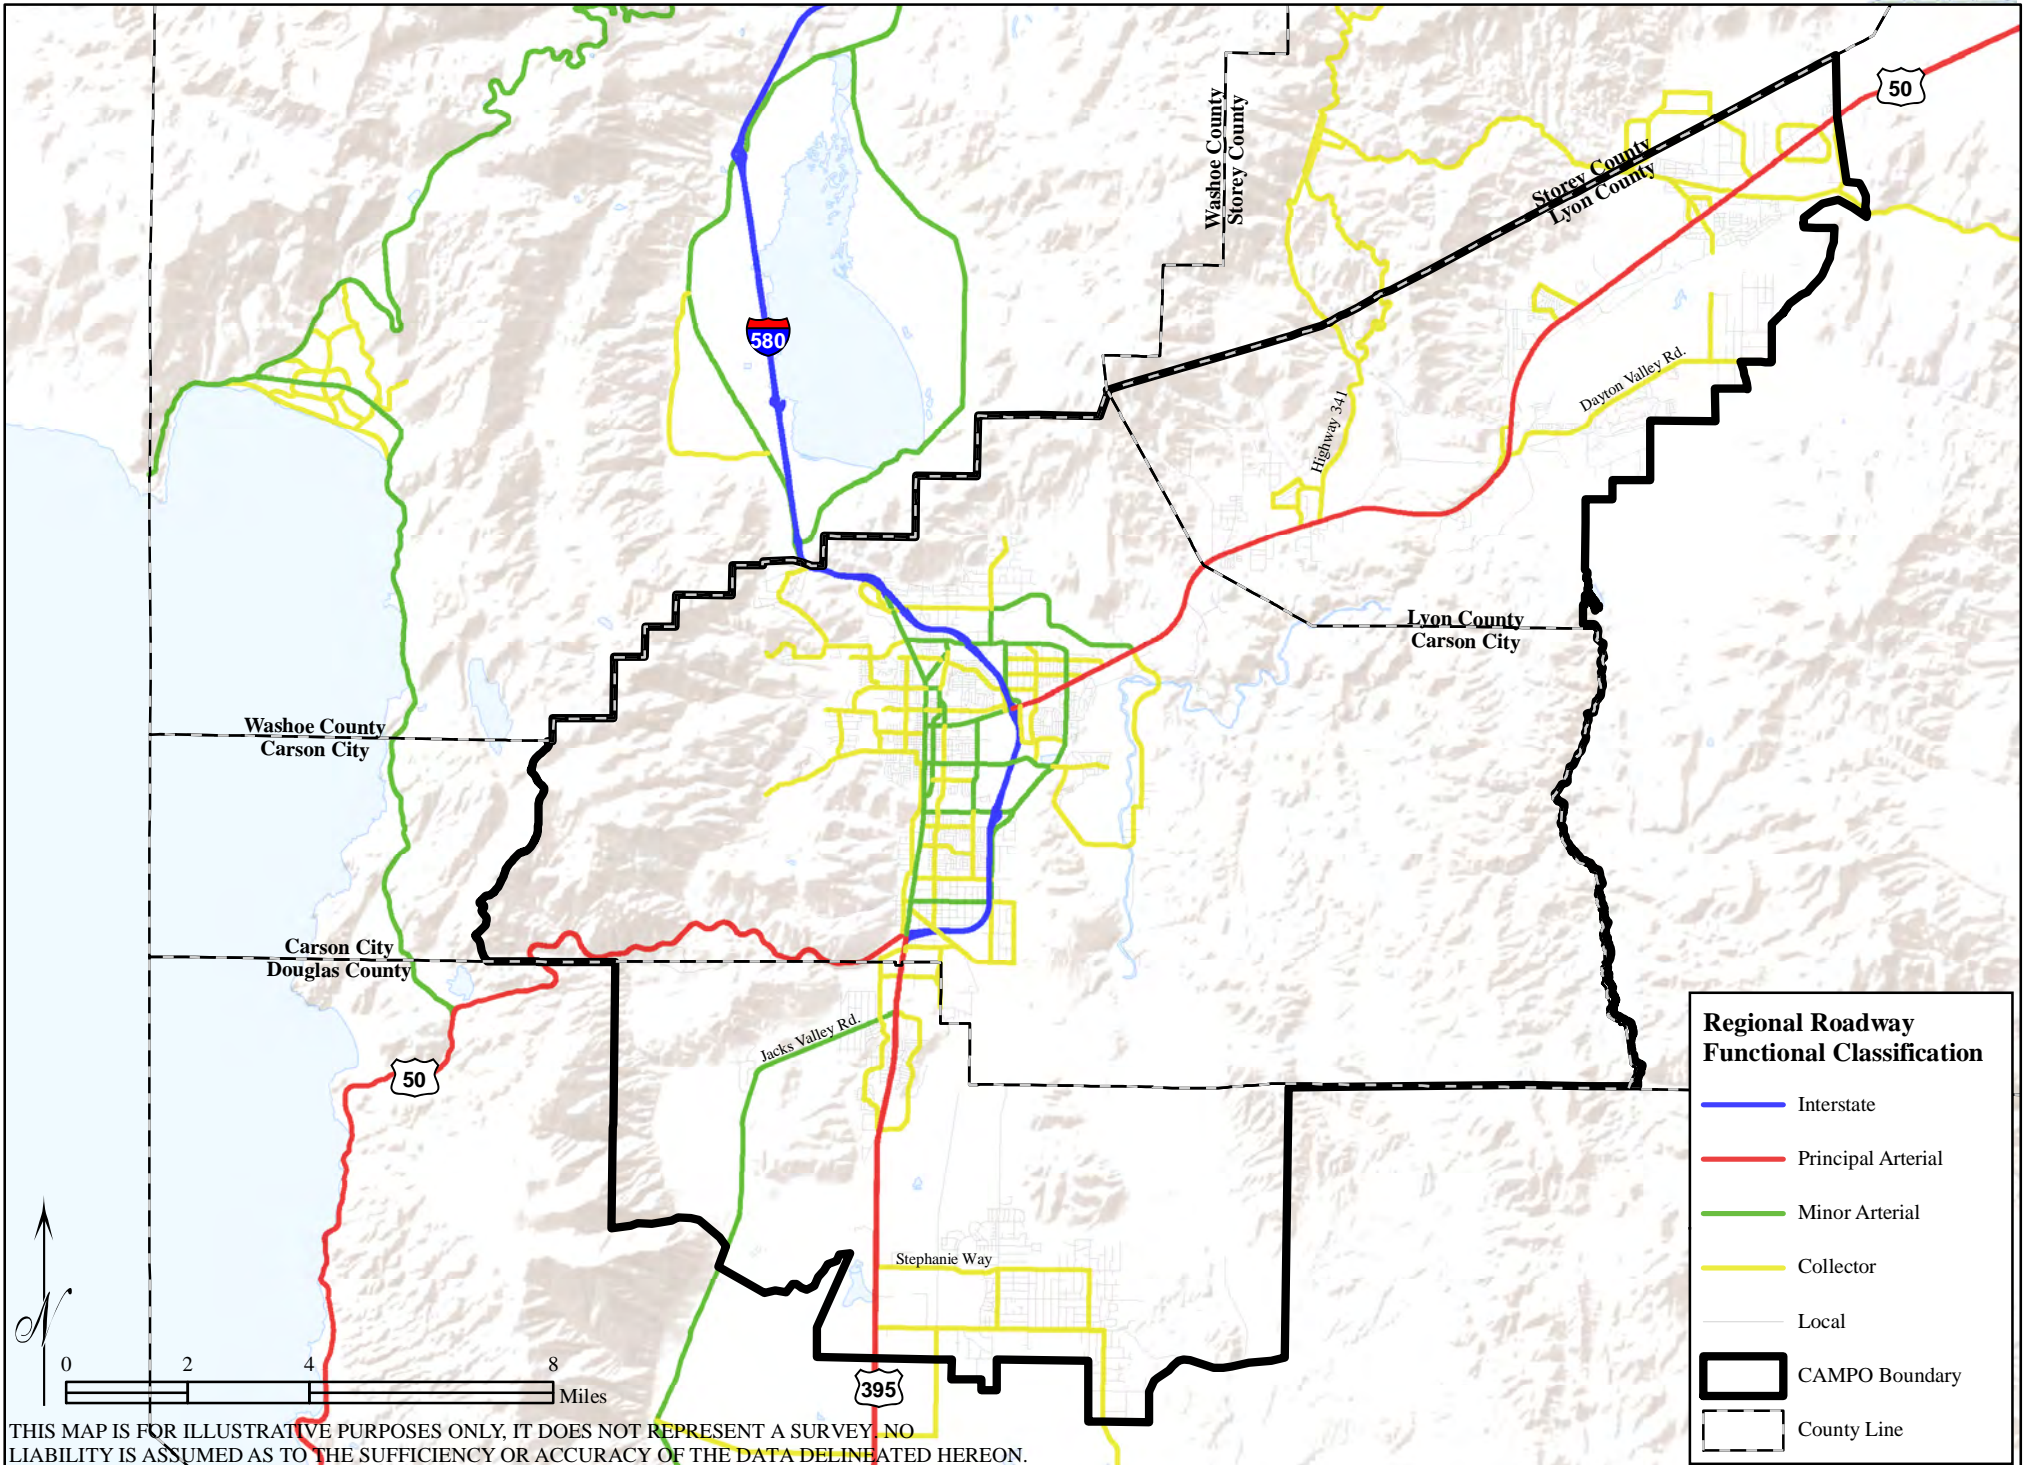 50
Washoe County
Storey County
Storey County
Lyon County
580
Dayton Valley Rd.
Highway 341
Lyon County
Carson City
Washoe County
Carson City
Carson City
Douglas County
Jacks Valley Rd.
50
Stephanie Way
395
N
0 2 4 8
Miles
THIS MAP IS FOR ILLUSTRATIVE PURPOSES ONLY, IT DOES NOT REPRESENT A SURVEY. NO
LIABILITY IS ASSUMED AS TO THE SUFFICIENCY OR ACCURACY OF THE DATA DELINEATED HEREON.
Regional Roadway
Functional Classification
Interstate
Principal Arterial
Minor Arterial
Collector
Local
CAMPO Boundary
County Line